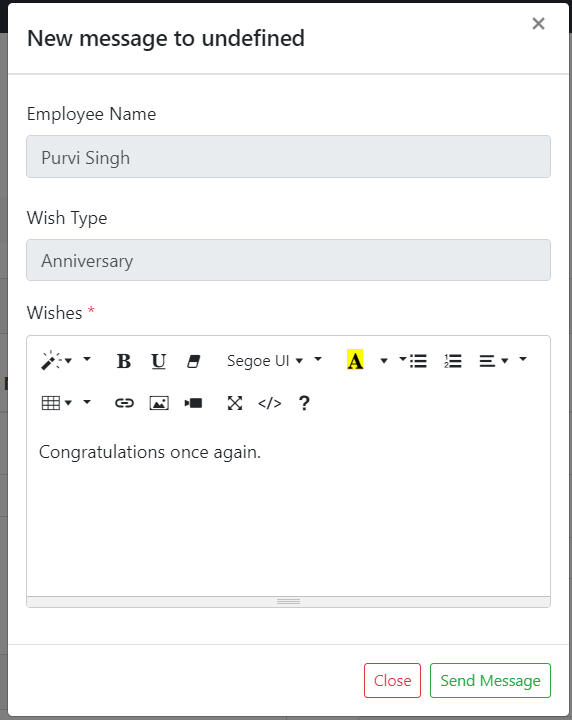 New message to undefined ×
Employee Name
Purvi Singh
Wish Type
Anniversary
Wishes *
B U Segoe UI A
</> ?
Congratulations once again.
Close Send Message